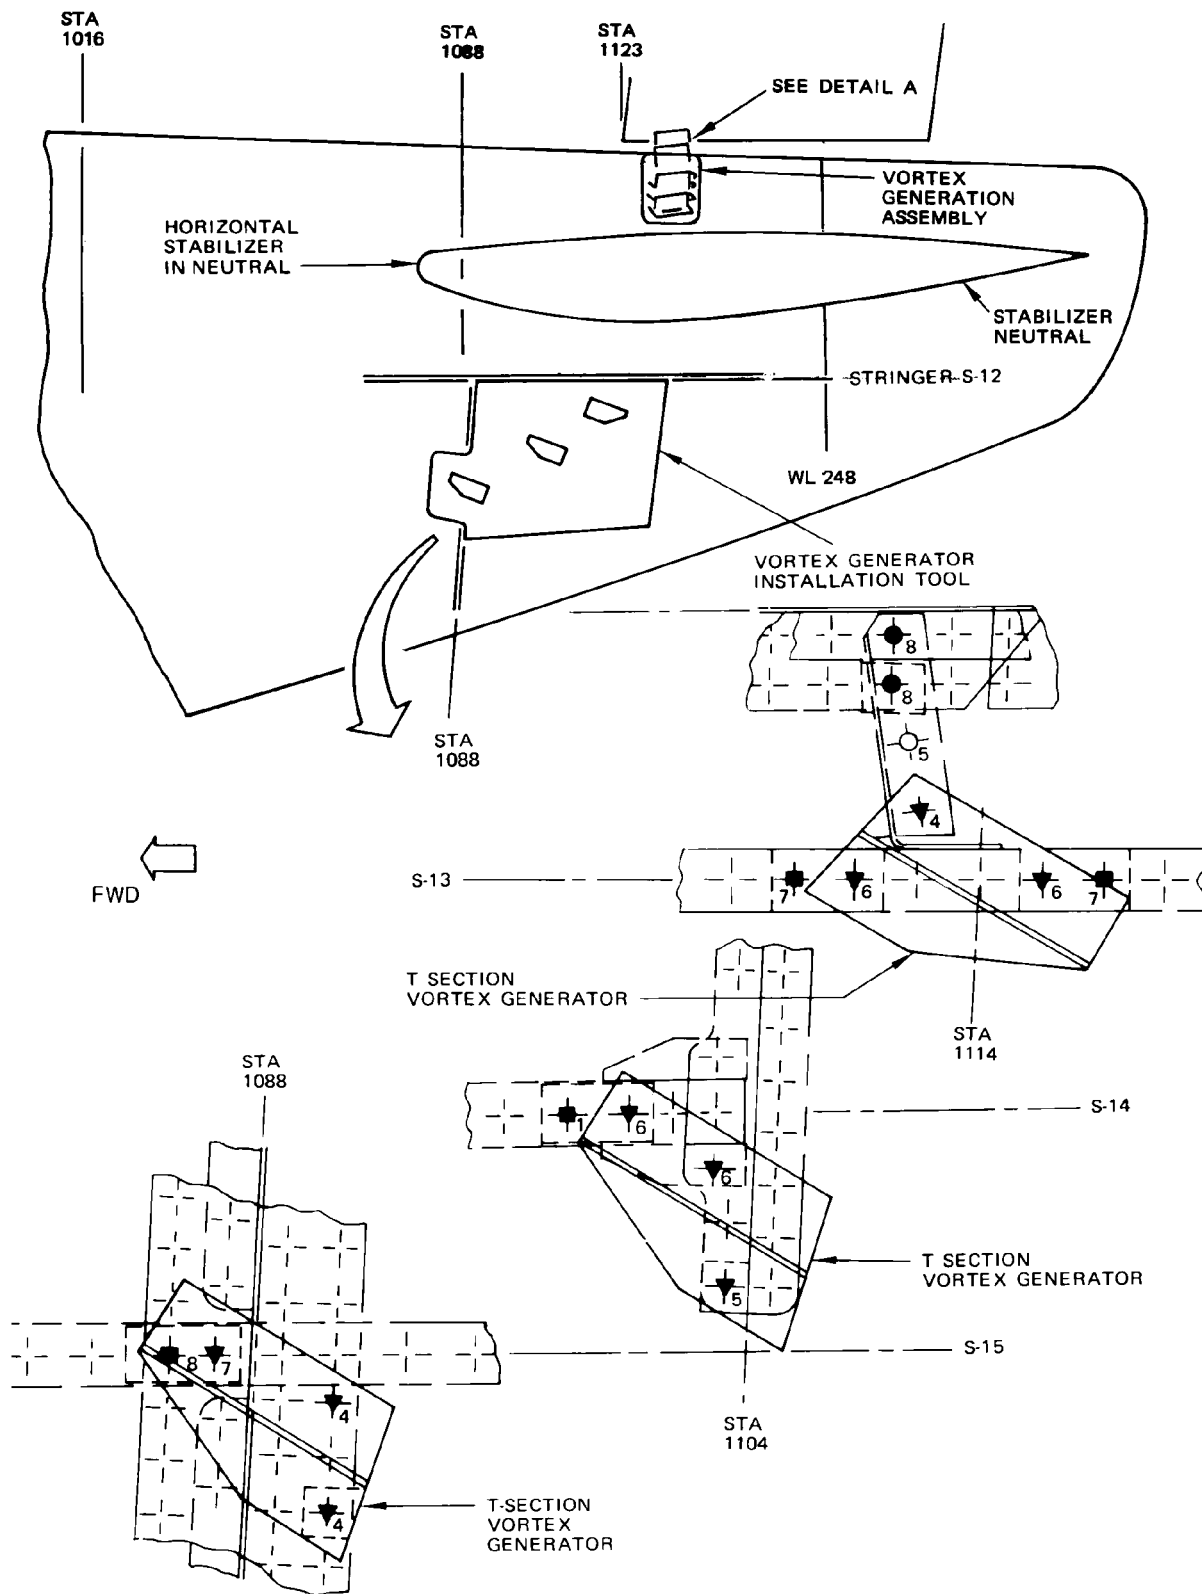 STA
1016
STA
1088
STA
1123
SEE DETAIL A
VORTEX
GENERATION
ASSEMBLY
HORIZONTAL
STABILIZER
IN NEUTRAL
STABILIZER
NEUTRAL
STRINGER S-12
WL 248
VORTEX GENERATOR
INSTALLATION TOOL
STA
1088
8
8
5
4
FWD
S-13
7
6
6
7
T SECTION
VORTEX GENERATOR
STA
1114
STA
1088
1
6
S-14
6
5
T SECTION
VORTEX GENERATOR
8
7
S-15
4
STA
1104
4
T-SECTION
VORTEX
GENERATOR